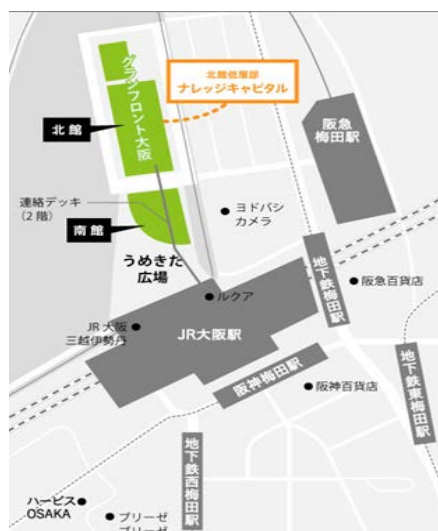 グランフロント大阪
北館低層部
ナレッジキャピタル
北館
阪急
梅田駅
連絡デッキ
(2 階)
南館
ヨドバシ
カメラ
うめきた
広場
地下鉄梅田駅
阪急百貨店
ルクア
JR 大阪
三越伊勢丹
JR大阪駅
阪神梅田駅
阪神百貨店
地下鉄東梅田駅
地下鉄西梅田駅
ハービス
OSAKA
ブリーゼ
ブリーゼ